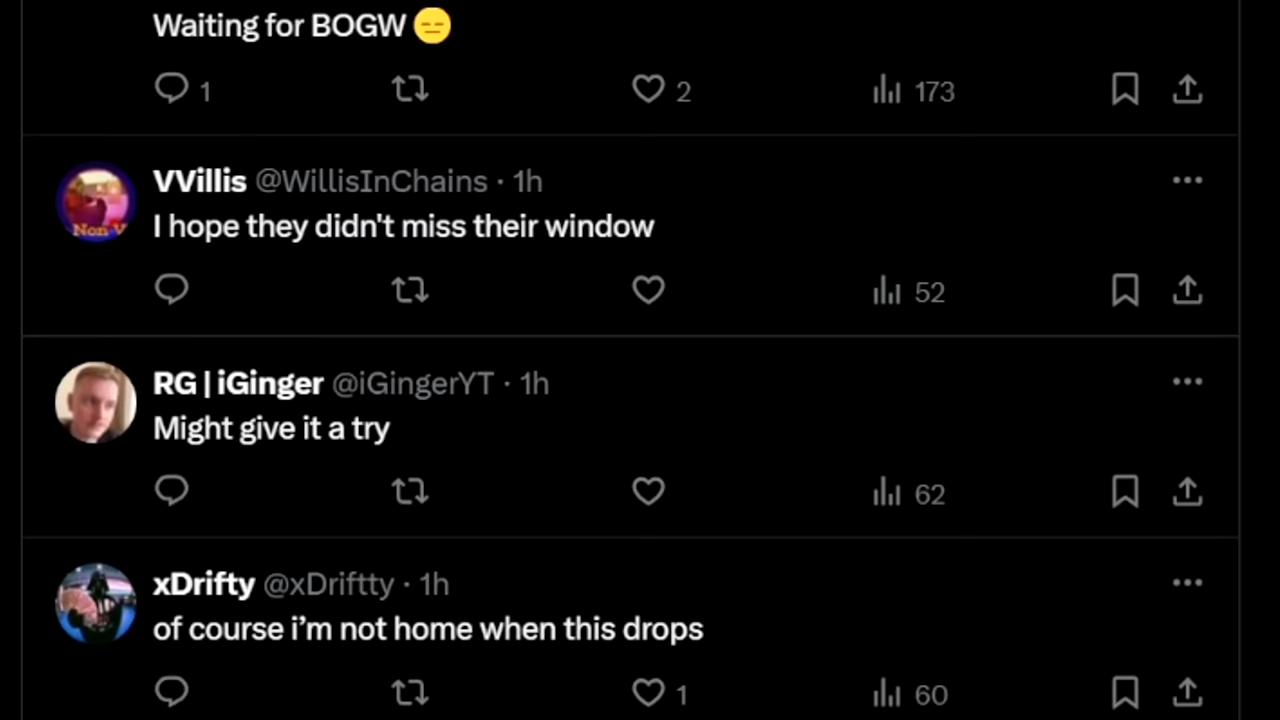 Waiting for BOGW 😑
1 2 173
VVillis @WillisInChains · 1h
Non V
I hope they didn't miss their window
52
RG | iGinger @iGingerYT · 1h
Might give it a try
62
xDrifty @xDriftty · 1h
of course i’m not home when this drops
1 60